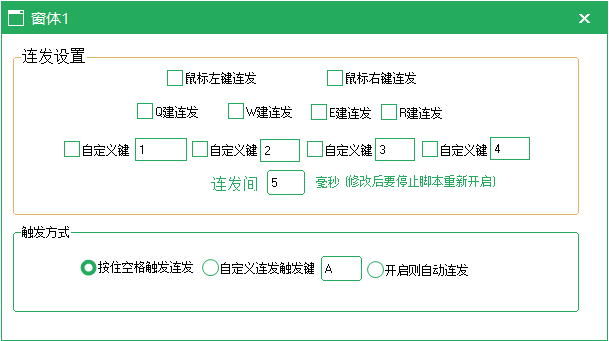 窗体1
连发设置
鼠标左键连发 鼠标右键连发
Q建连发 W建连发 E建连发 R建连发
自定义键 1 自定义键 2 自定义键 3 自定义键 4
连发间 5 毫秒 (修改后要停止脚本重新开启)
触发方式
按住空格触发连发 自定义连发触发键 A 开启则自动连发